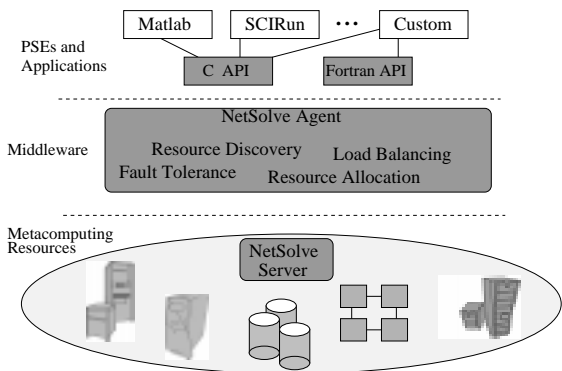 Matlab
SCIRun
...
Custom
PSEs and
Applications
C API
Fortran API
NetSolve Agent
Middleware
Resource Discovery
Load Balancing
Fault Tolerance
Resource Allocation
Metacomputing
Resources
NetSolve
Server